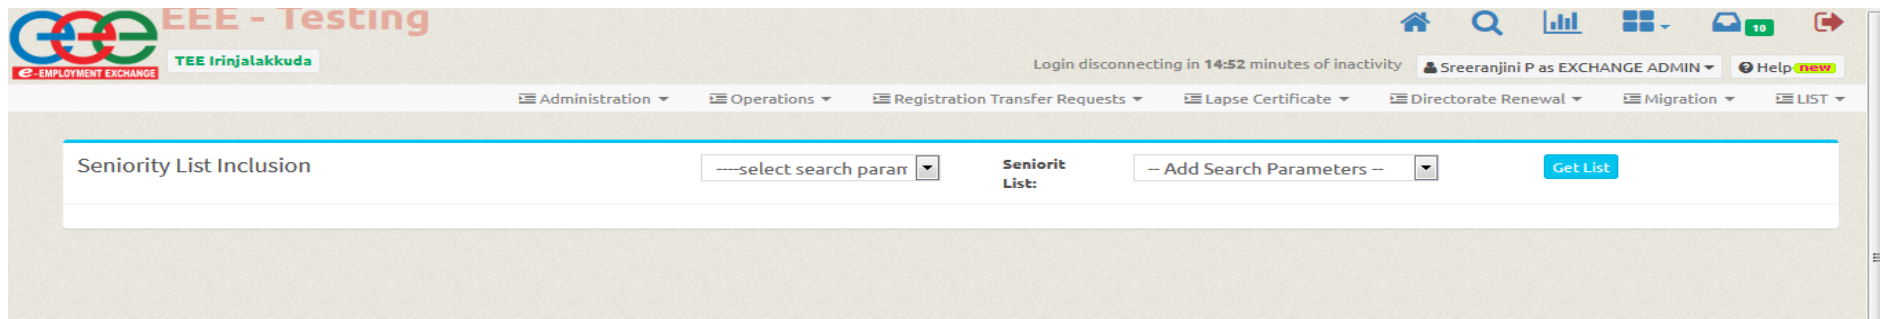 EEE - Testing
10
e-EMPLOYMENT EXCHANGE
TEE Irinjalakkuda
Login disconnecting in 14:52 minutes of inactivity
Sreeranjini P as EXCHANGE ADMIN
Help new
Administration
Operations
Registration Transfer Requests
Lapse Certificate
Directorate Renewal
Migration
LIST
Seniority List Inclusion
----select search param
Seniorit
List:
-- Add Search Parameters --
Get List